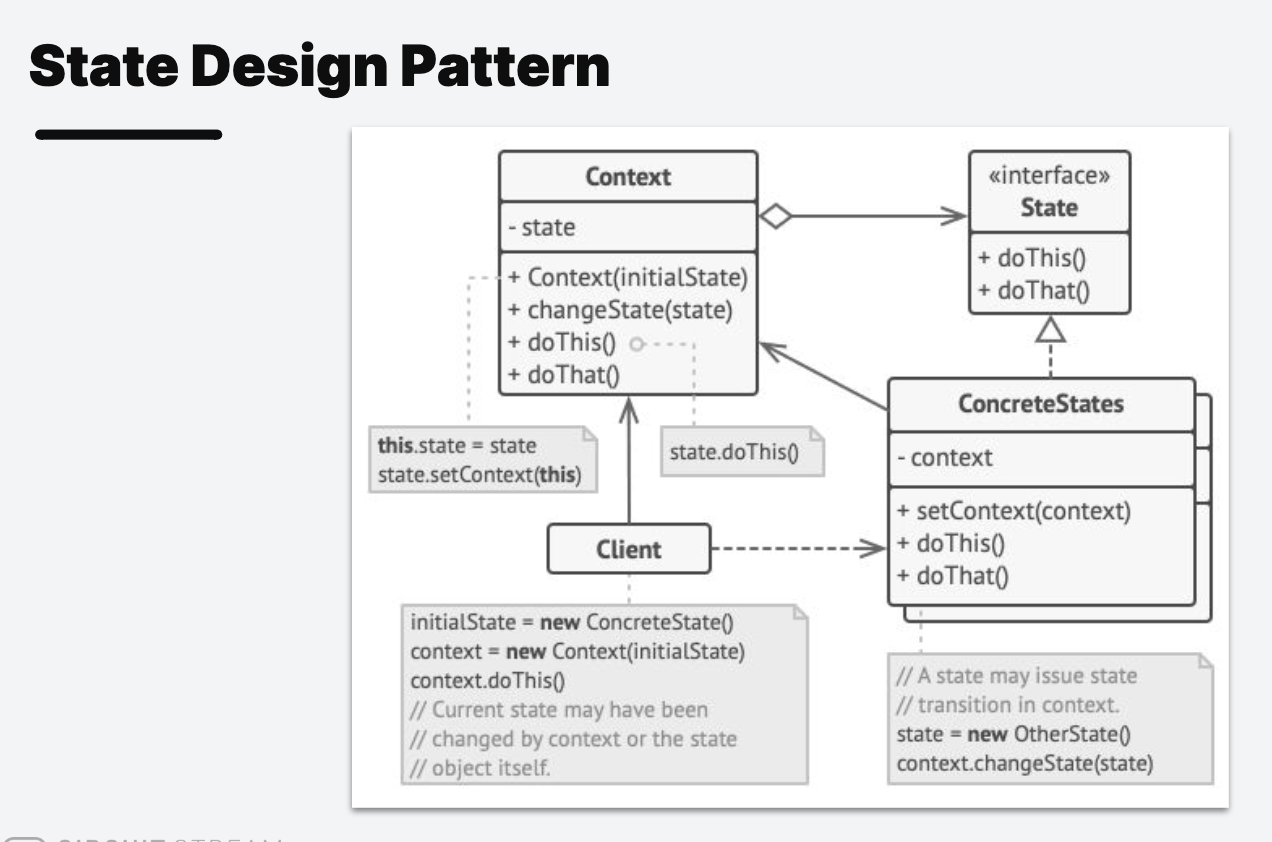 State Design Pattern
Context
- state
+ Context(initialState)
+ changeState(state)
+ doThis()
+ doThat()
«interface»
State
+ doThis()
+ doThat()
this.state = state
state.setContext(this)
state.doThis()
ConcreteStates
- context
+ setContext(context)
+ doThis()
+ doThat()
Client
initialState = new ConcreteState()
context = new Context(initialState)
context.doThis()
// Current state may have been
// changed by context or the state
// object itself.
// A state may issue state
// transition in context.
state = new OtherState()
context.changeState(state)
CIRCUIT STREAM